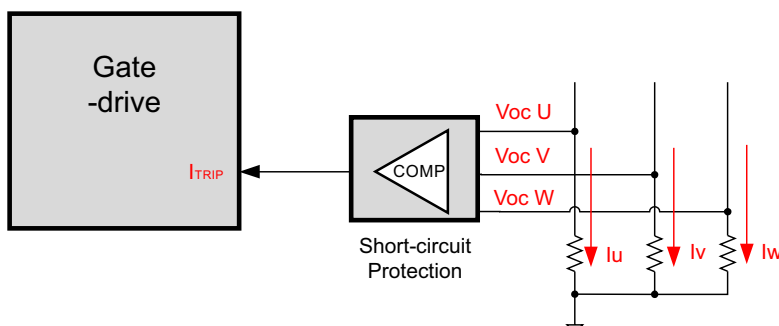 Gate
-drive
ITRIP
COMP
Short-circuit
Protection
Voc U
Voc V
Voc W
Iu
Iv
Iw